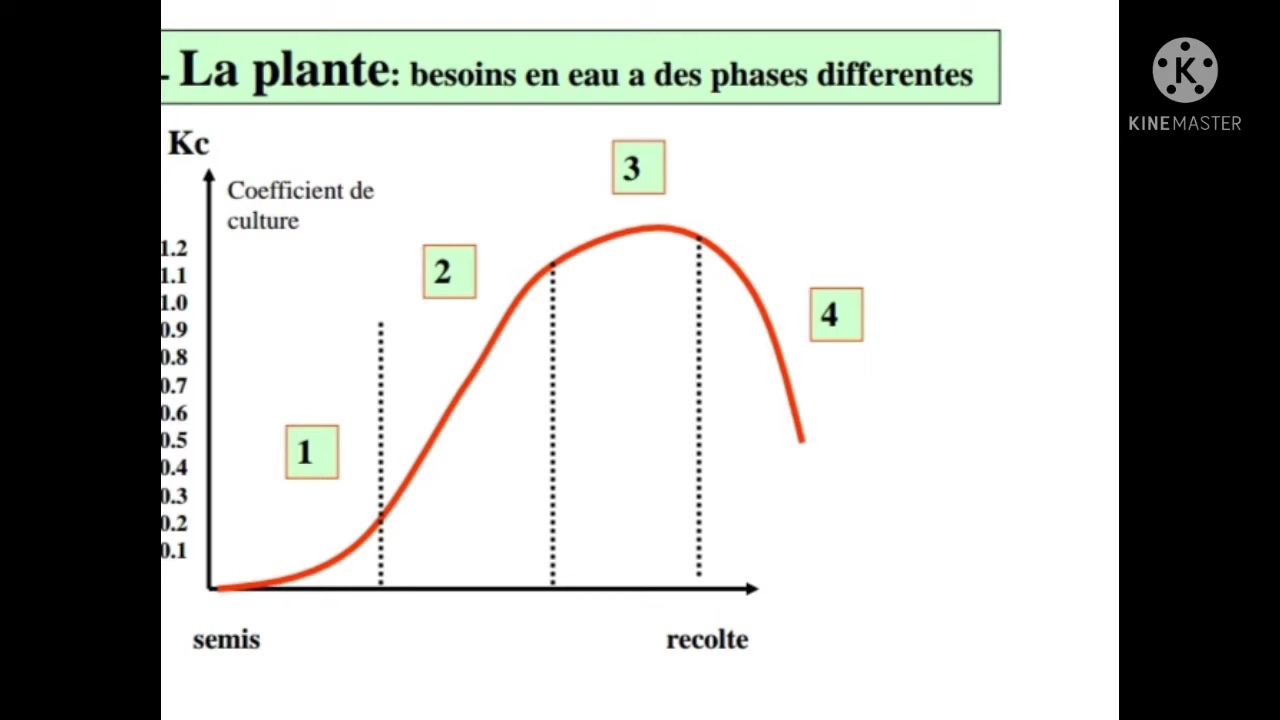 - La plante: besoins en eau a des phases differentes
KINEMASTER
Kc
Coefficient de
culture
3
2
4
1
1.2
1.1
1.0
0.9
0.8
0.7
0.6
0.5
0.4
0.3
0.2
0.1
semis
recolte